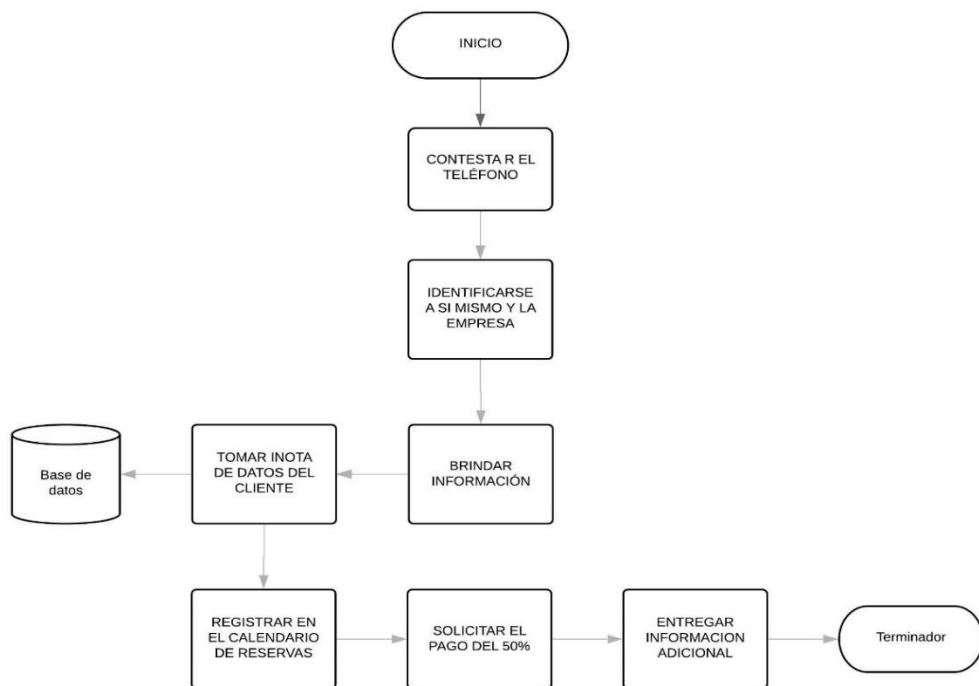 INICIO
CONTESTA R EL
TELÉFONO
IDENTIFICARSE
A SI MISMO Y LA
EMPRESA
BRINDAR
INFORMACIÓN
TOMAR INOTA
DE DATOS DEL
CLIENTE
Base de
datos
REGISTRAR EN
EL CALENDARIO
DE RESERVAS
SOLICITAR EL
PAGO DEL 50%
ENTREGAR
INFORMACION
ADICIONAL
Terminador